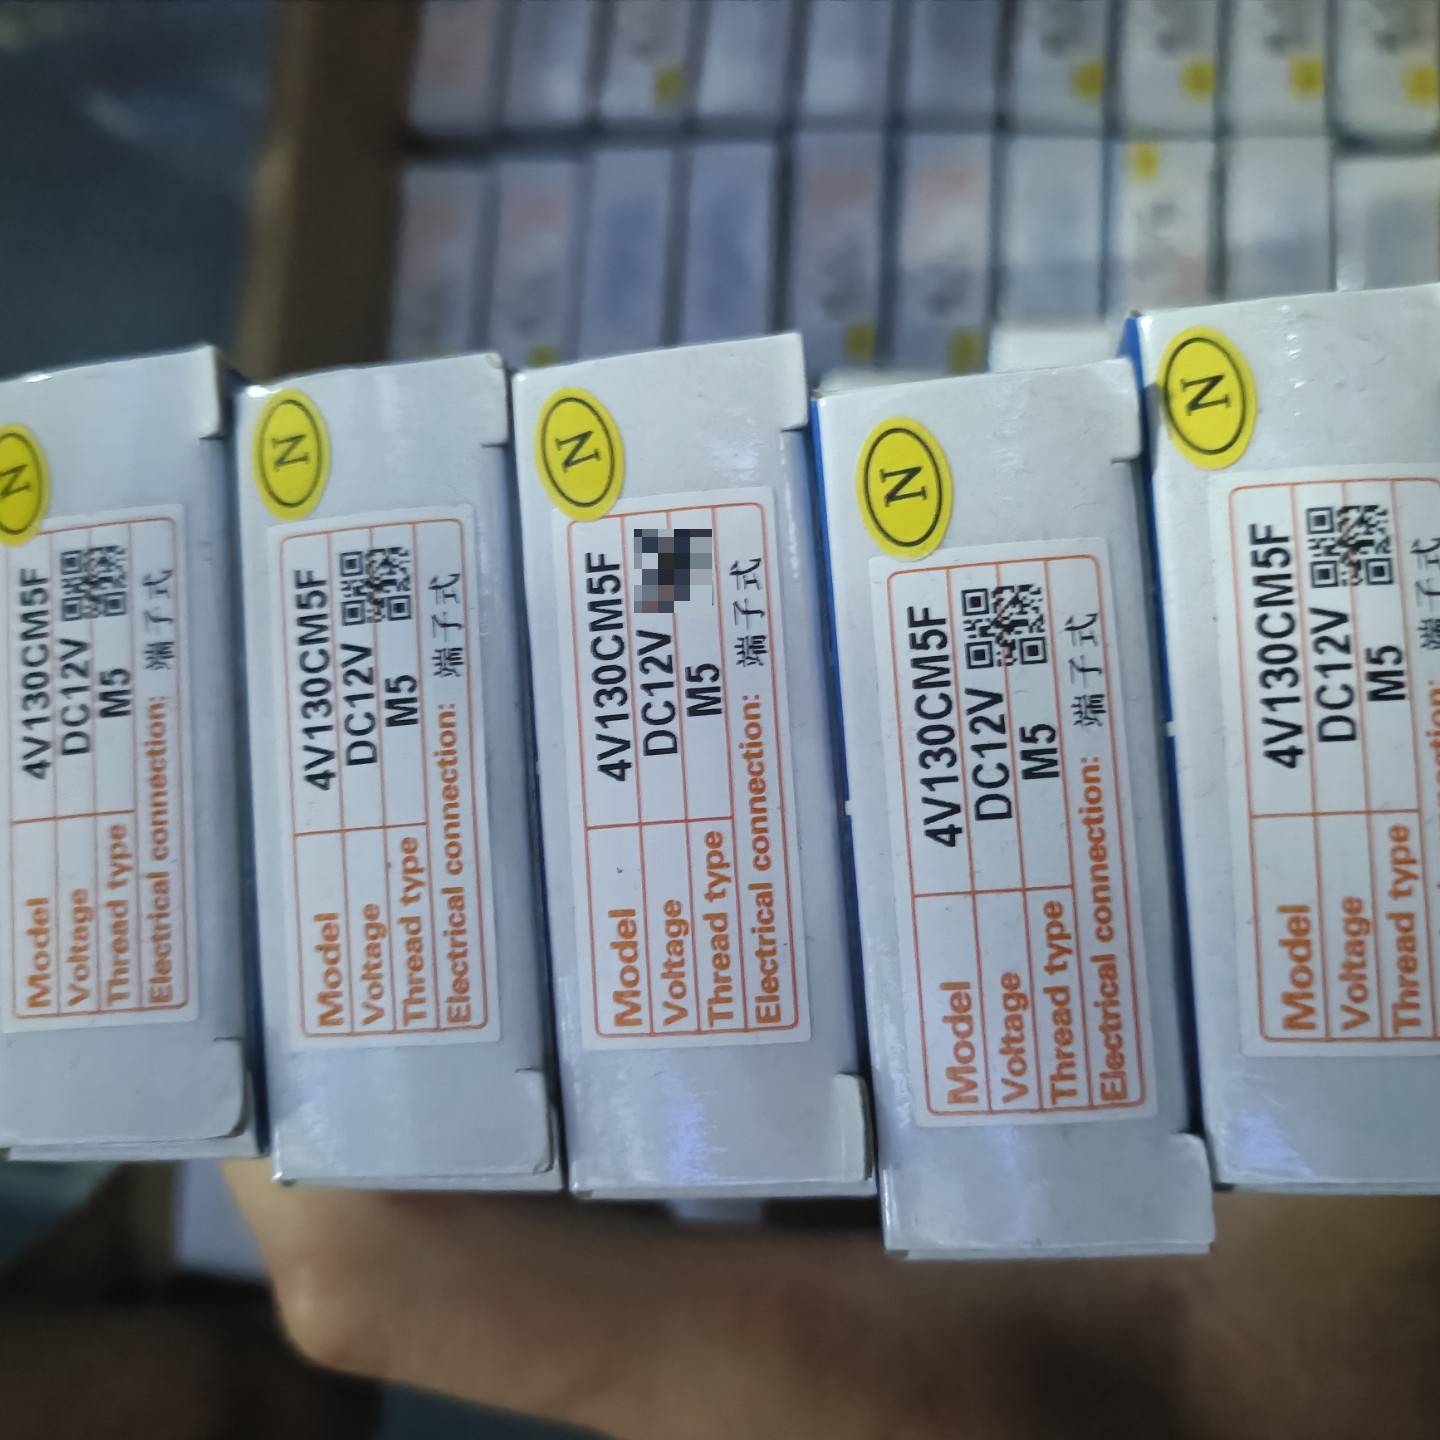 N
Model 4V130CM5F
Voltage DC12V
Thread type M5
Electrical connection: 端子式
N
Model 4V130CM5F
Voltage DC12V
Thread type M5
Electrical connection: 端子式
N
Model 4V130CM5F
Voltage DC12V
Thread type M5
Electrical connection: 端子式
N
Model 4V130CM5F
Voltage DC12V
Thread type M5
Electrical connection: 端子式
N
Model 4V130CM5F
Voltage DC12V
Thread type M5